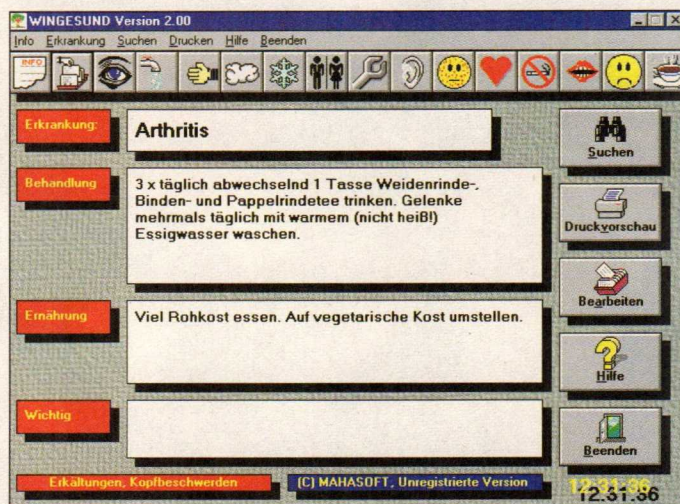 WINGESUND Version 2.00
Info Erkrankung Suchen Drucken Hilfe Beenden
INFO
Erkrankung:
Arthritis
Suchen
Behandlung
3 x täglich abwechselnd 1 Tasse Weidenrinde-,
Binden- und Pappelrindetee trinken. Gelenke
mehrmals täglich mit warmem (nicht heiß!)
Essigwasser waschen.
Druckvorschau
Bearbeiten
Ernährung
Viel Rohkost essen. Auf vegetarische Kost umstellen.
Hilfe
Wichtig
Beenden
Erkältungen, Kopfbeschwerden
(C) MAHASOFT, Unregistrierte Version
12:31:36